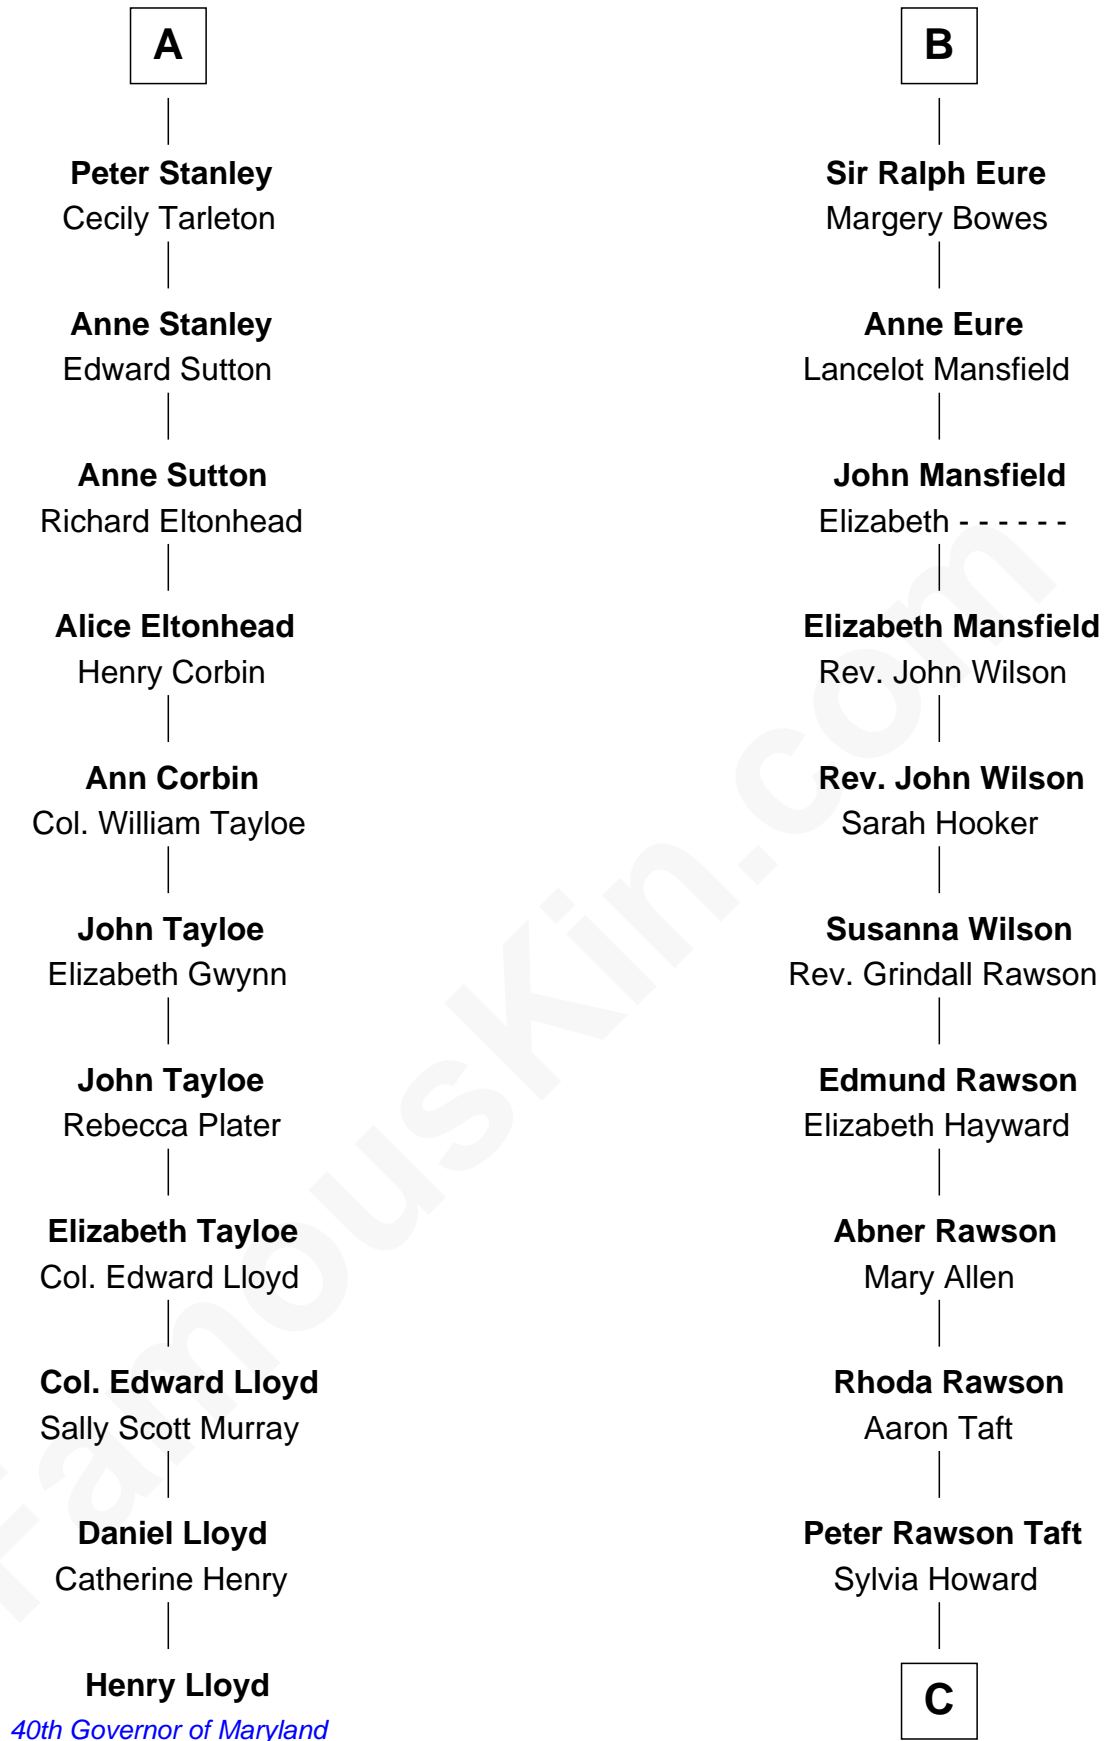 A
Peter Stanley
Cecily Tarleton
Anne Stanley
Edward Sutton
Anne Sutton
Richard Eltonhead
Alice Eltonhead
Henry Corbin
Ann Corbin
Col. William Tayloe
John Tayloe
Elizabeth Gwynn
John Tayloe
Rebecca Plater
Elizabeth Tayloe
Col. Edward Lloyd
Col. Edward Lloyd
Sally Scott Murray
Daniel Lloyd
Catherine Henry
Henry Lloyd
40th Governor of Maryland
B
Sir Ralph Eure
Margery Bowes
Anne Eure
Lancelot Mansfield
John Mansfield
Elizabeth - - - - - -
Elizabeth Mansfield
Rev. John Wilson
Rev. John Wilson
Sarah Hooker
Susanna Wilson
Rev. Grindall Rawson
Edmund Rawson
Elizabeth Hayward
Abner Rawson
Mary Allen
Rhoda Rawson
Aaron Taft
Peter Rawson Taft
Sylvia Howard
C
FamousKin.com